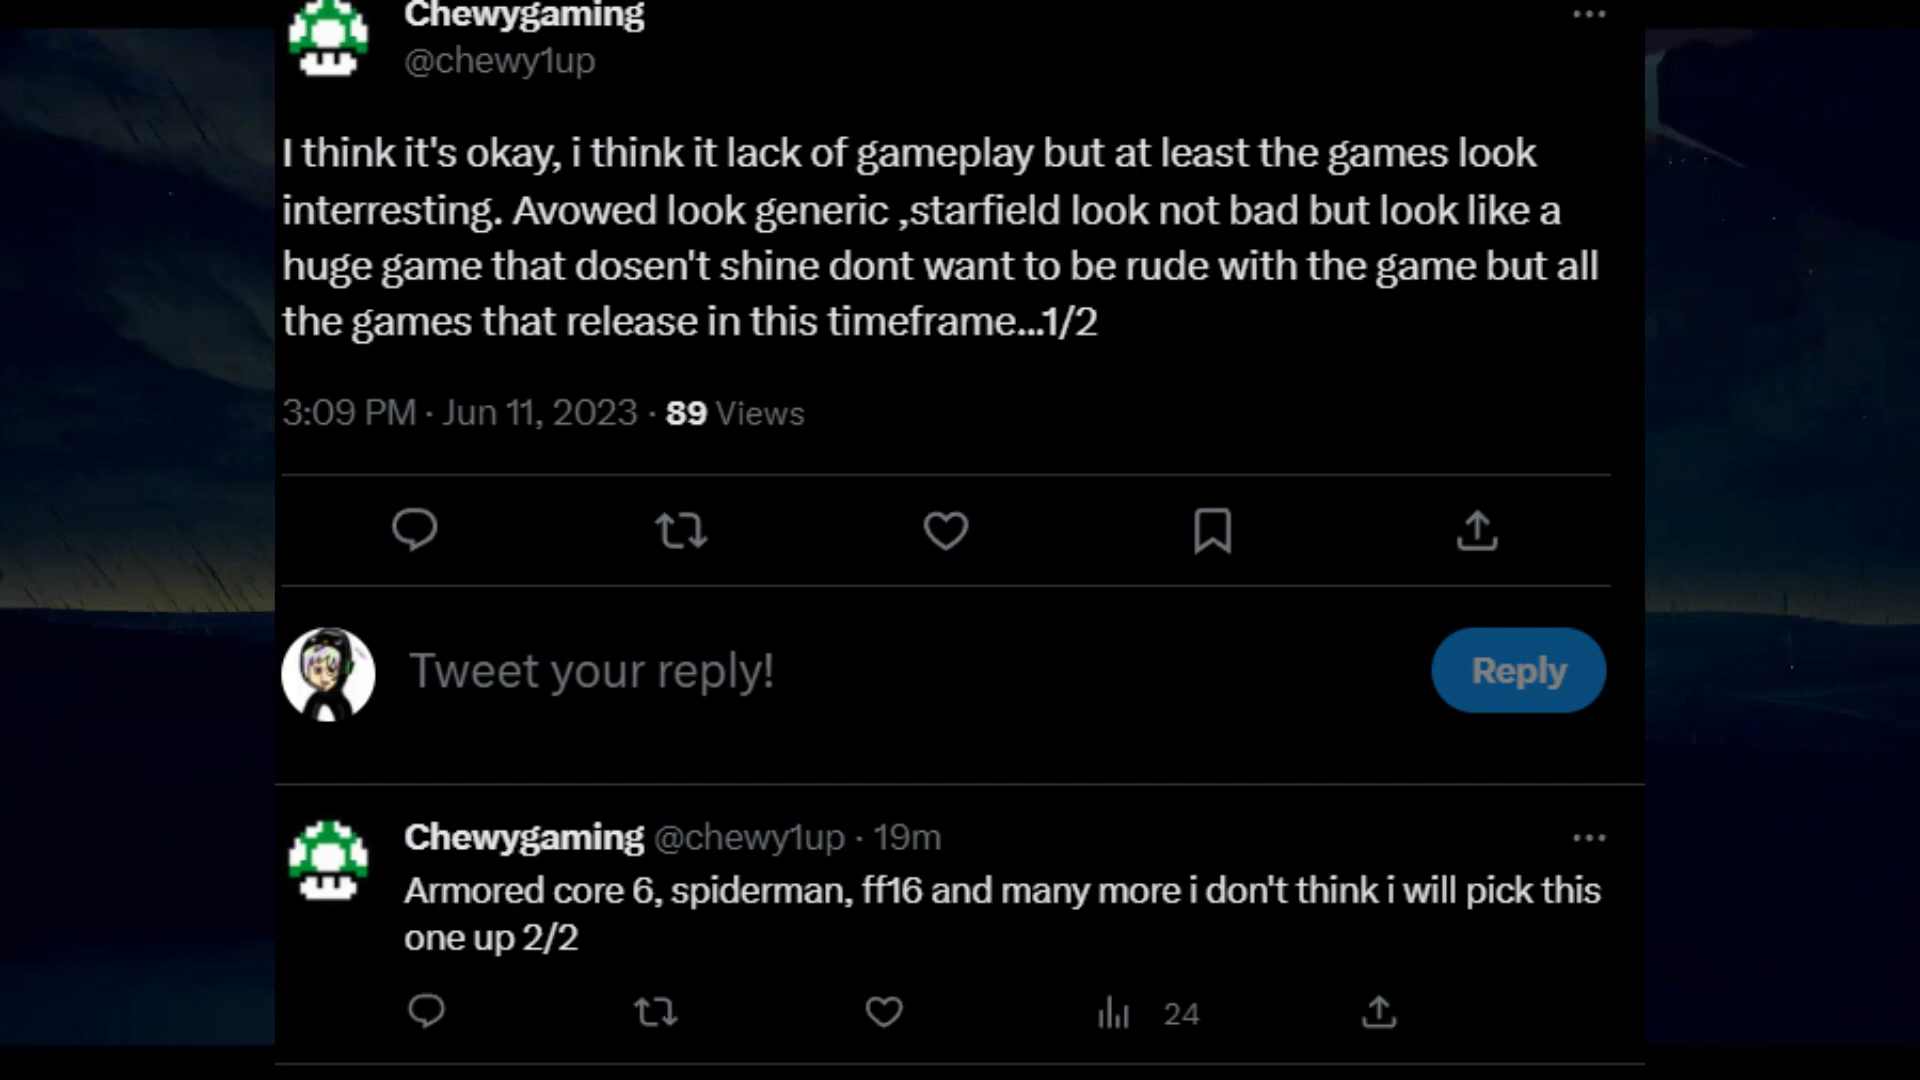 Chewygaming
@chewy1up
I think it's okay, i think it lack of gameplay but at least the games look
interresting. Avowed look generic ,starfield look not bad but look like a
huge game that dosen't shine dont want to be rude with the game but all
the games that release in this timeframe...1/2
3:09 PM · Jun 11, 2023 · 89 Views
Tweet your reply!
Reply
Chewygaming @chewy1up · 19m
Armored core 6, spiderman, ff16 and many more i don't think i will pick this
one up 2/2
24